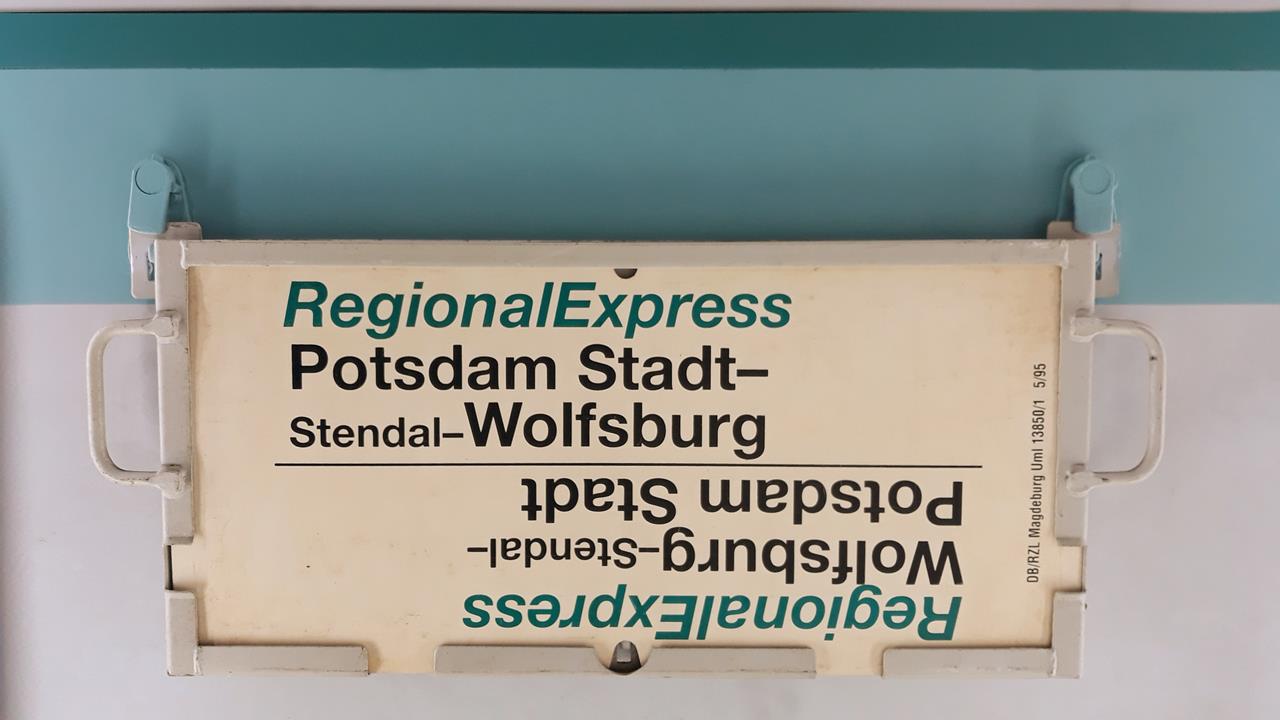 RegionalExpress
Potsdam Stadt–
Stendal–Wolfsburg
RegionalExpress
Wolfsburg–Stendal–
Potsdam Stadt
DB/RZL Magdeburg Uml 13850/1 5/95